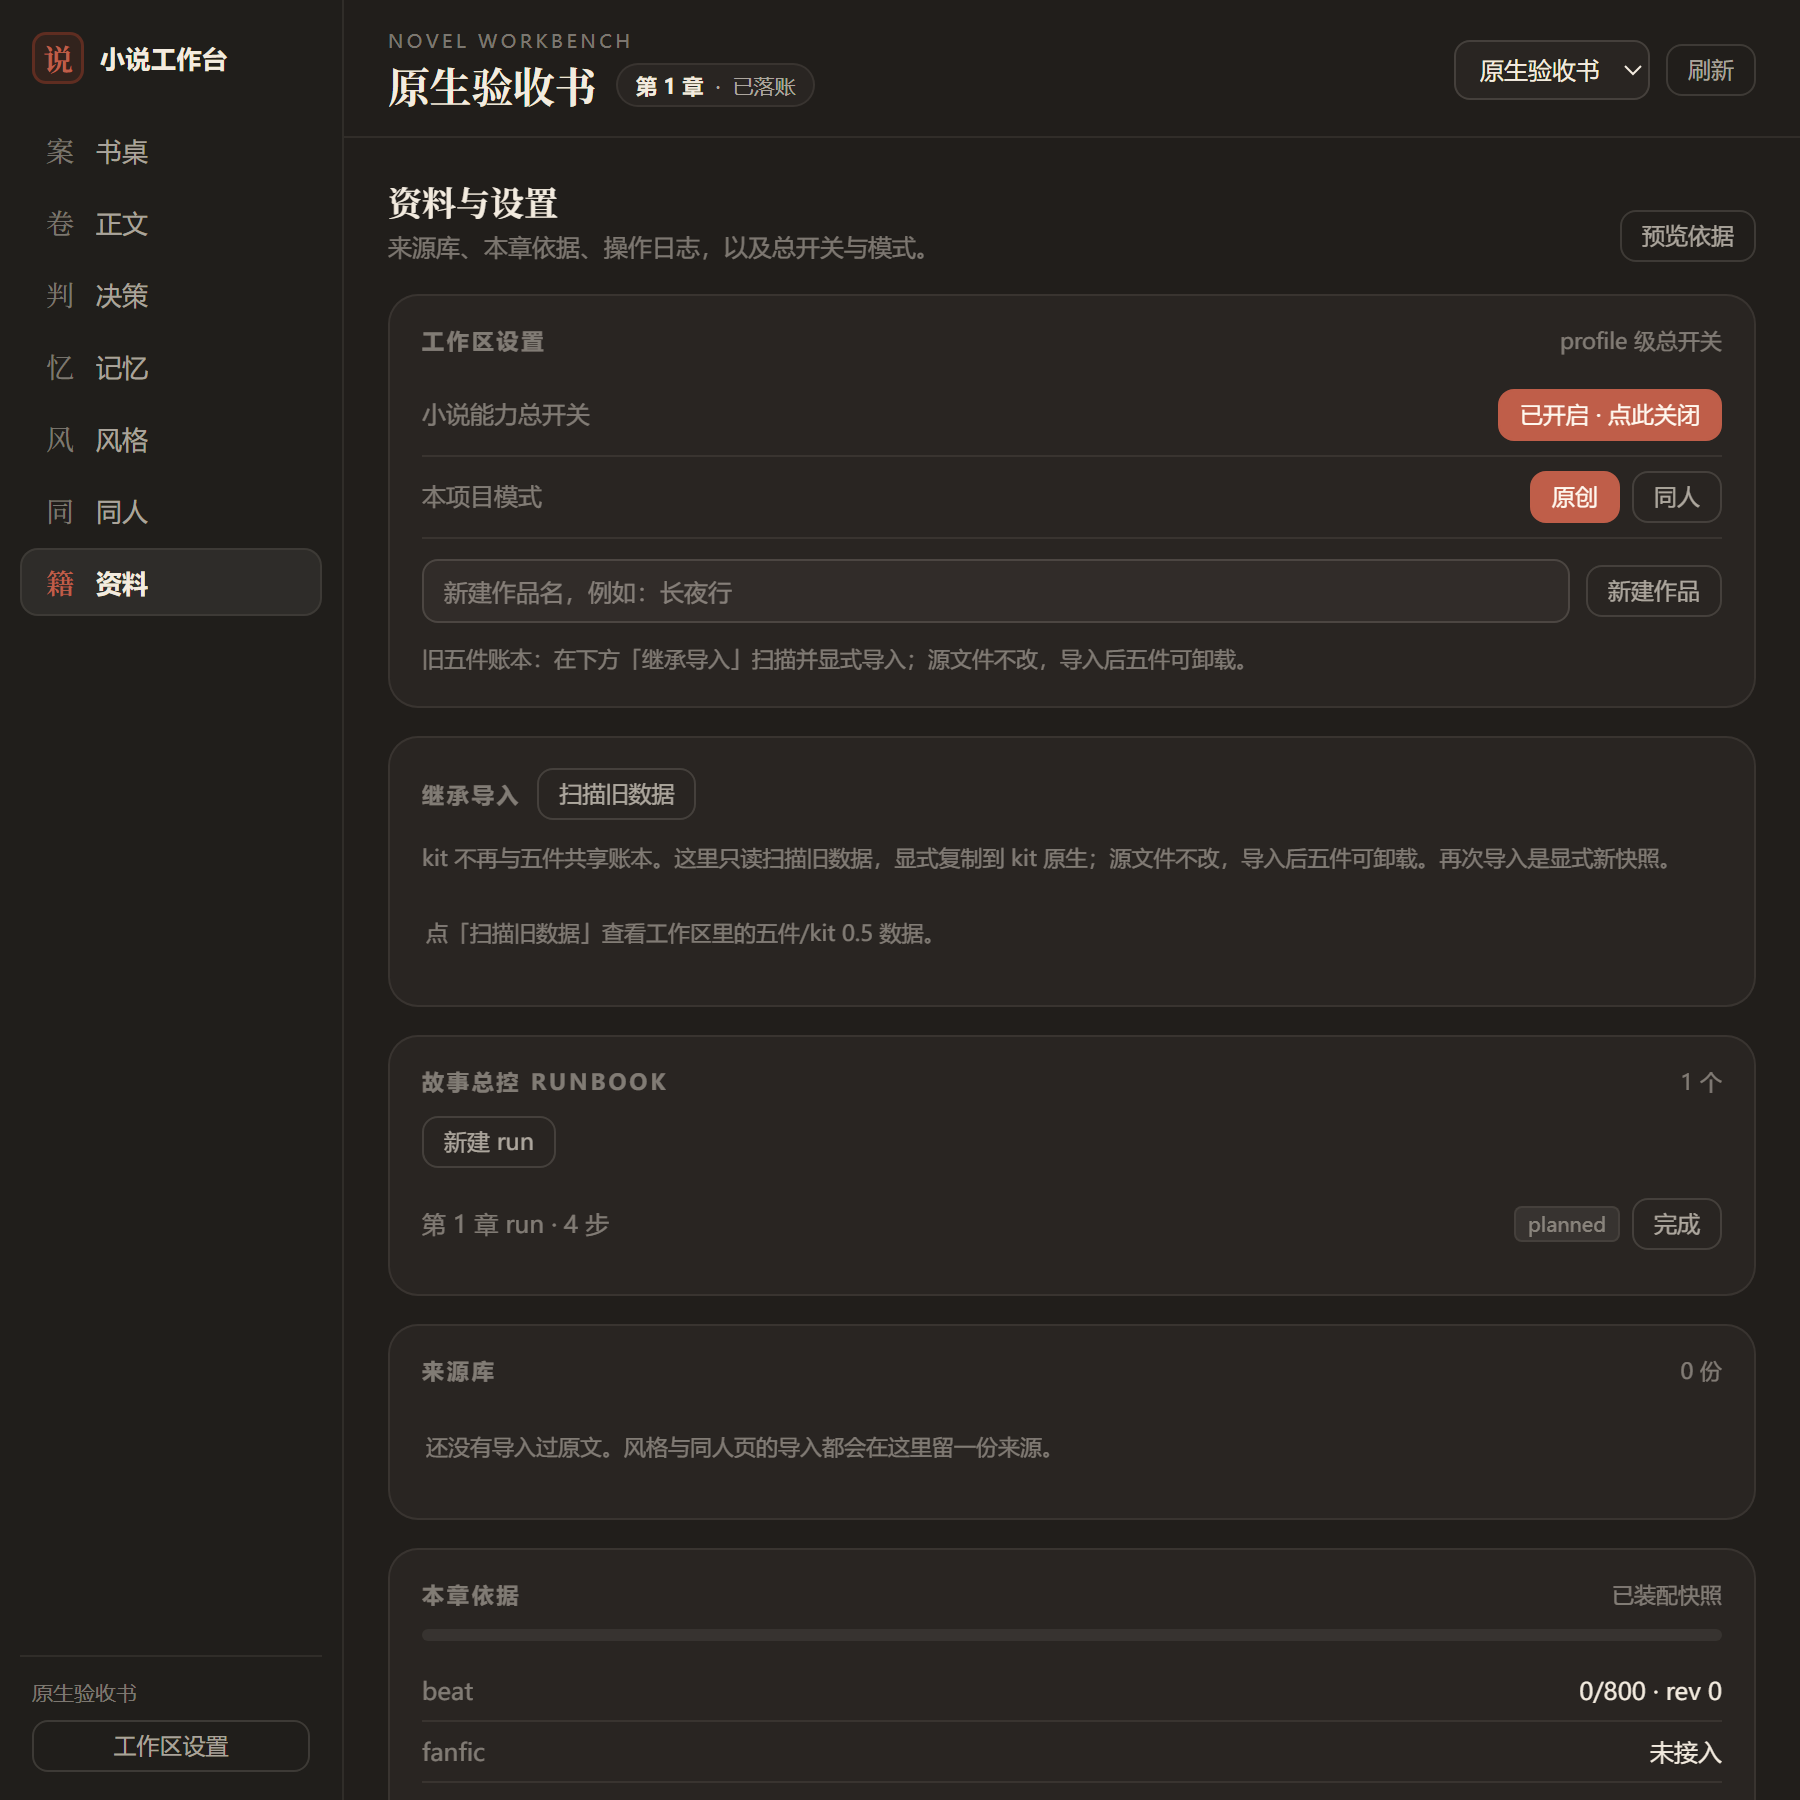 说 小说工作台
案 书桌
卷 正文
判 决策
忆 记忆
风 风格
同 同人
籍 资料
原生验收书
工作区设置
NOVEL WORKBENCH
原生验收书 第 1 章 · 已落账
原生验收书 刷新
资料与设置
来源库、本章依据、操作日志，以及总开关与模式。
预览依据
工作区设置 profile 级总开关
小说能力总开关 已开启 · 点此关闭
本项目模式 原创 同人
新建作品名，例如：长夜行 新建作品
旧五件账本：在下方「继承导入」扫描并显式导入；源文件不改，导入后五件可卸载。
继承导入 扫描旧数据
kit 不再与五件共享账本。这里只读扫描旧数据，显式复制到 kit 原生；源文件不改，导入后五件可卸载。再次导入是显式新快照。
点「扫描旧数据」查看工作区里的五件/kit 0.5 数据。
故事总控 RUNBOOK 1 个
新建 run
第 1 章 run · 4 步 planned 完成
来源库 0 份
还没有导入过原文。风格与同人页的导入都会在这里留一份来源。
本章依据 已装配快照
beat 0/800 · rev 0
fanfic 未接入